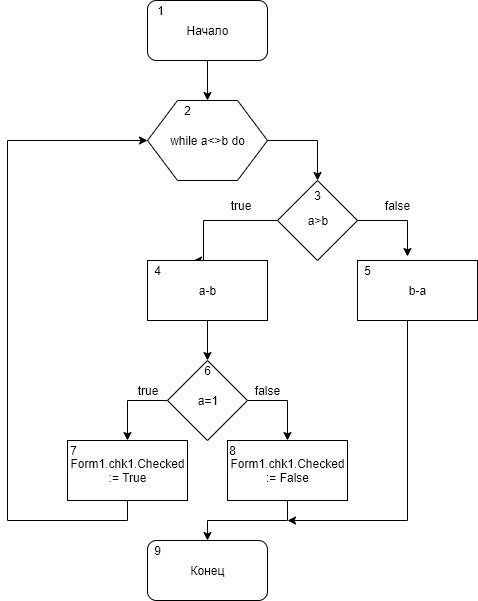 1
Начало
2
while a<>b do
3
a>b
true
false
4
a-b
5
b-a
6
a=1
true
false
7
Form1.chk1.Checked
:= True
8
Form1.chk1.Checked
:= False
9
Конец